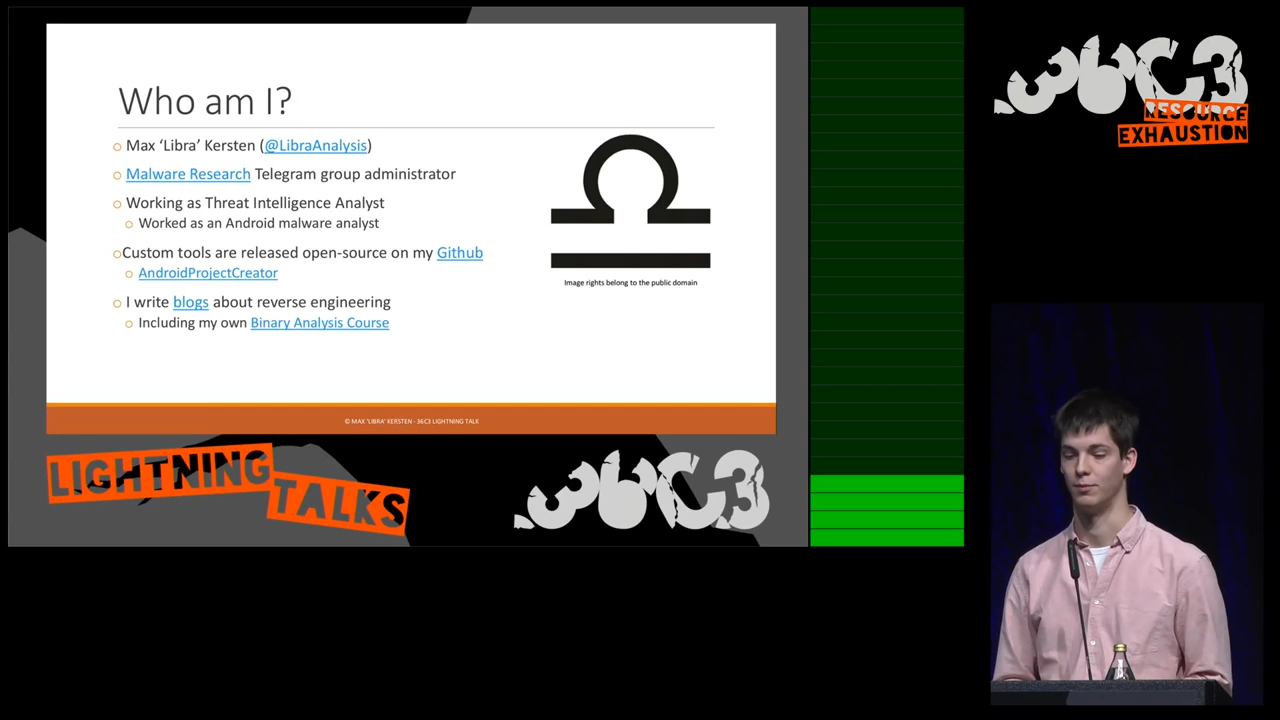 Who am I?
Max ‘Libra’ Kersten (@LibraAnalysis)
Malware Research Telegram group administrator
Working as Threat Intelligence Analyst
Worked as an Android malware analyst
Custom tools are released open-source on my Github
AndroidProjectCreator
I write blogs about reverse engineering
Including my own Binary Analysis Course
Image rights belong to the public domain
© MAX 'LIBRA' KERSTEN - 36C3 LIGHTNING TALK
LIGHTNING
TALKS
36C3
36C3
RESOURCE
EXHAUSTION